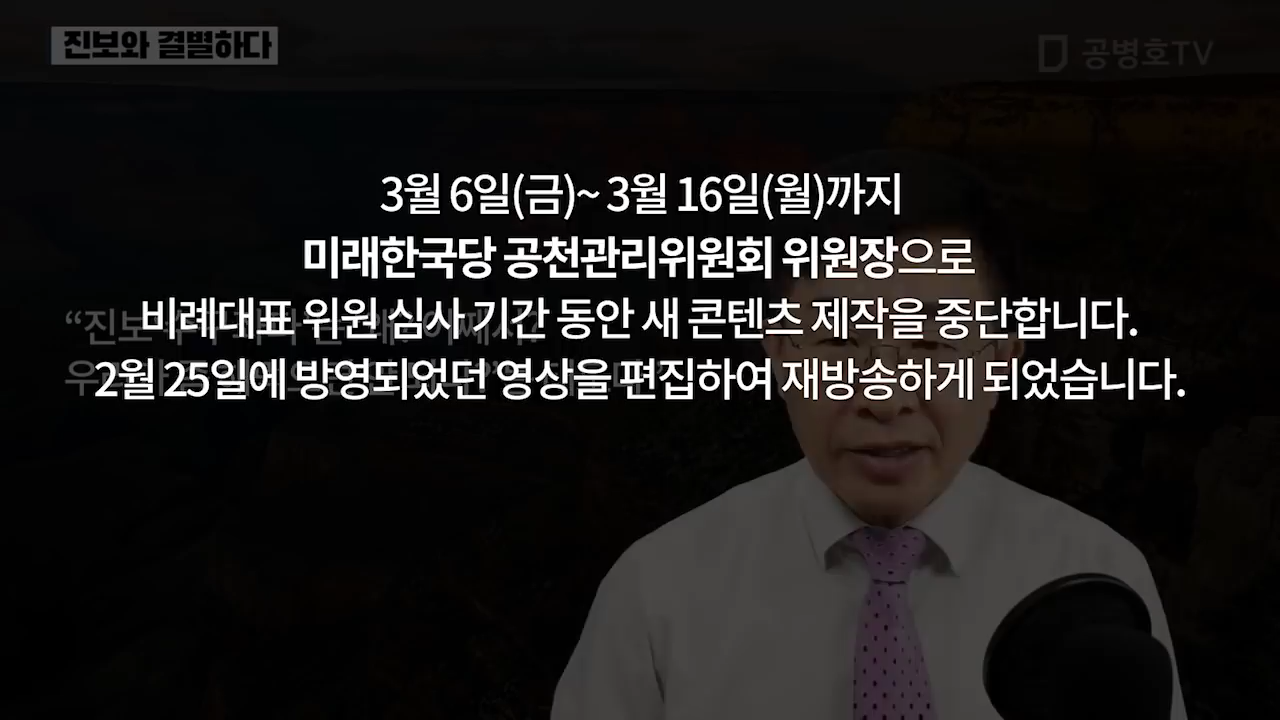 진보와 결별하다
공병호TV
3월 6일(금)~ 3월 16일(월)까지
미래한국당 공천관리위원회 위원장으로
비례대표 위원 심사 기간 동안 새 콘텐츠 제작을 중단합니다.
2월 25일에 방영되었던 영상을 편집하여 재방송하게 되었습니다.
“진보